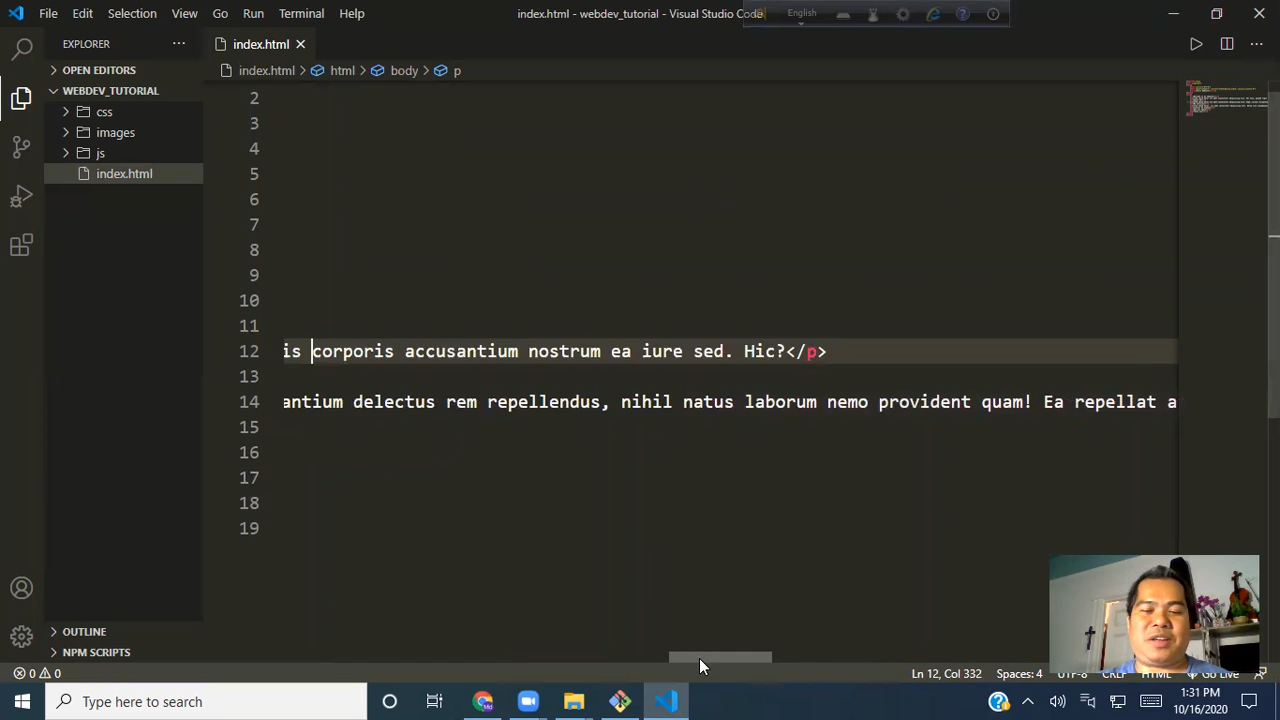 File Edit Selection View Go Run Terminal Help index.html - webdev_tutorial - Visual Studio Code English
EXPLORER
index.html
OPEN EDITORS
index.html html body p
WEBDEV_TUTORIAL
css
images
js
index.html
2
3
4
5
6
7
8
9
10
11
12 is corporis accusantium nostrum ea iure sed. Hic?</p>
13
14 antium delectus rem repellendus, nihil natus laborum nemo provident quam! Ea repellat a
15
16
17
18
19
OUTLINE
NPM SCRIPTS
0 0 Ln 12, Col 332 Spaces: 4 UTF-8 CRLF HTML Go Live
Type here to search
1:31 PM
10/16/2020